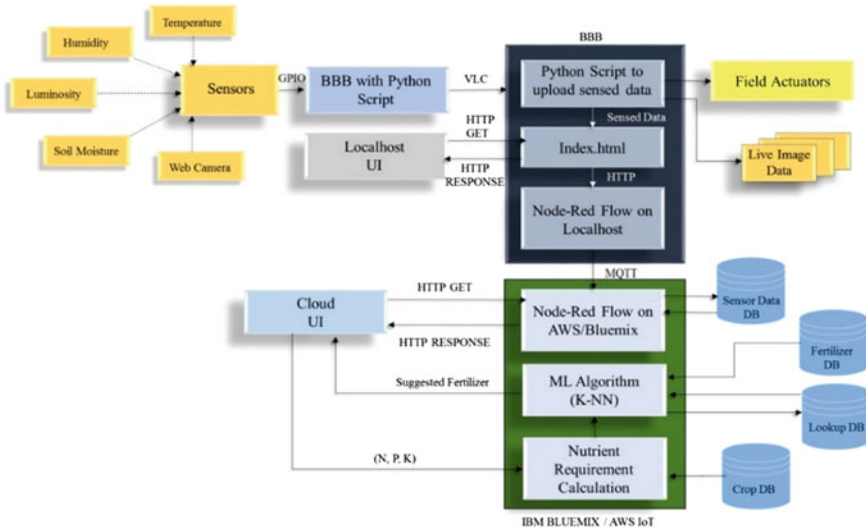 Temperature
BBB
Humidity
GPIO
VLC
Sensors
BBB with Python
Script
Python Script to
upload sensed data
Field Actuators
Luminosity
HTTP
GET
Sensed Data
Soil Moisture
Localhost
UI
Index.html
Web Camera
HTTP
RESPONSE
HTTP
Live Image
Data
Node-Red Flow on
Localhost
MQTT
HTTP GET
Cloud
UI
Node-Red Flow on
AWS/Bluemix
Sensor Data
DB
HTTP RESPONSE
Fertilizer
DB
Suggested Fertilizer
ML Algorithm
(K-NN)
Lookup DB
(N, P, K)
Nutrient
Requirement
Calculation
Crop DB
IBM BLUEMIX / AWS IoT